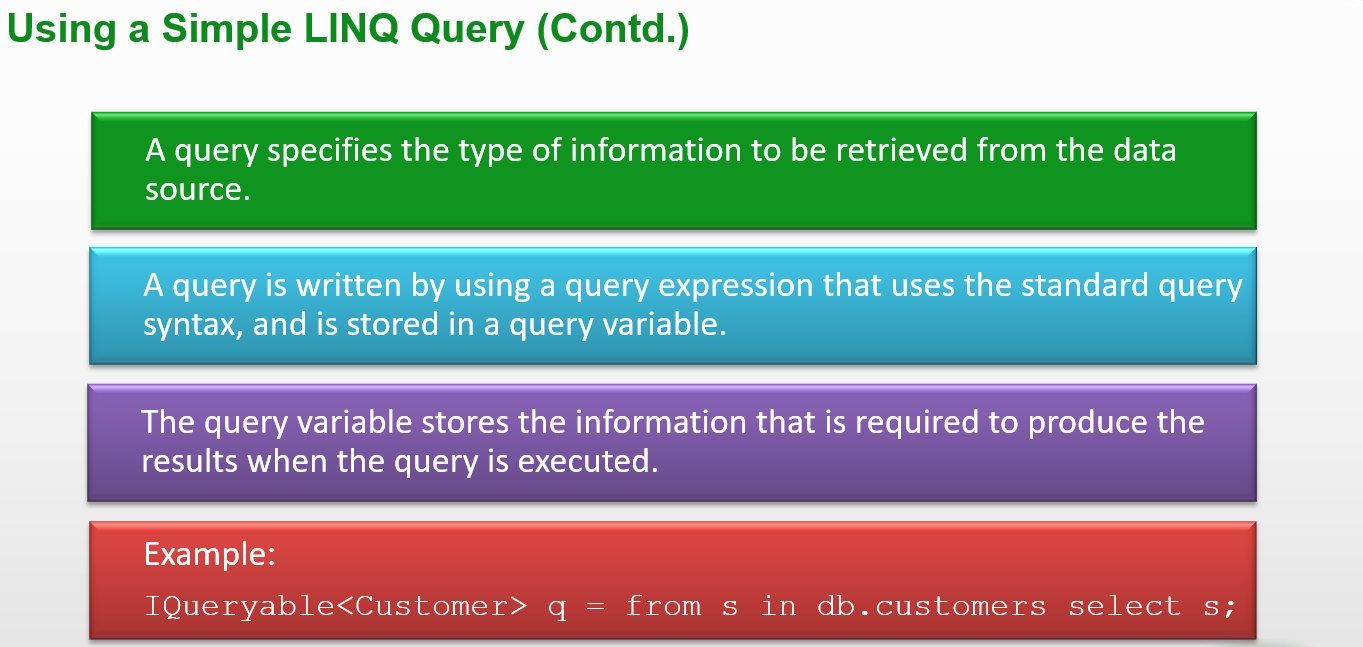 Using a Simple LINQ Query (Contd.)
A query specifies the type of information to be retrieved from the data
source.
A query is written by using a query expression that uses the standard query
syntax, and is stored in a query variable.
The query variable stores the information that is required to produce the
results when the query is executed.
Example:
IQueryable<Customer> q = from s in db.customers select s;